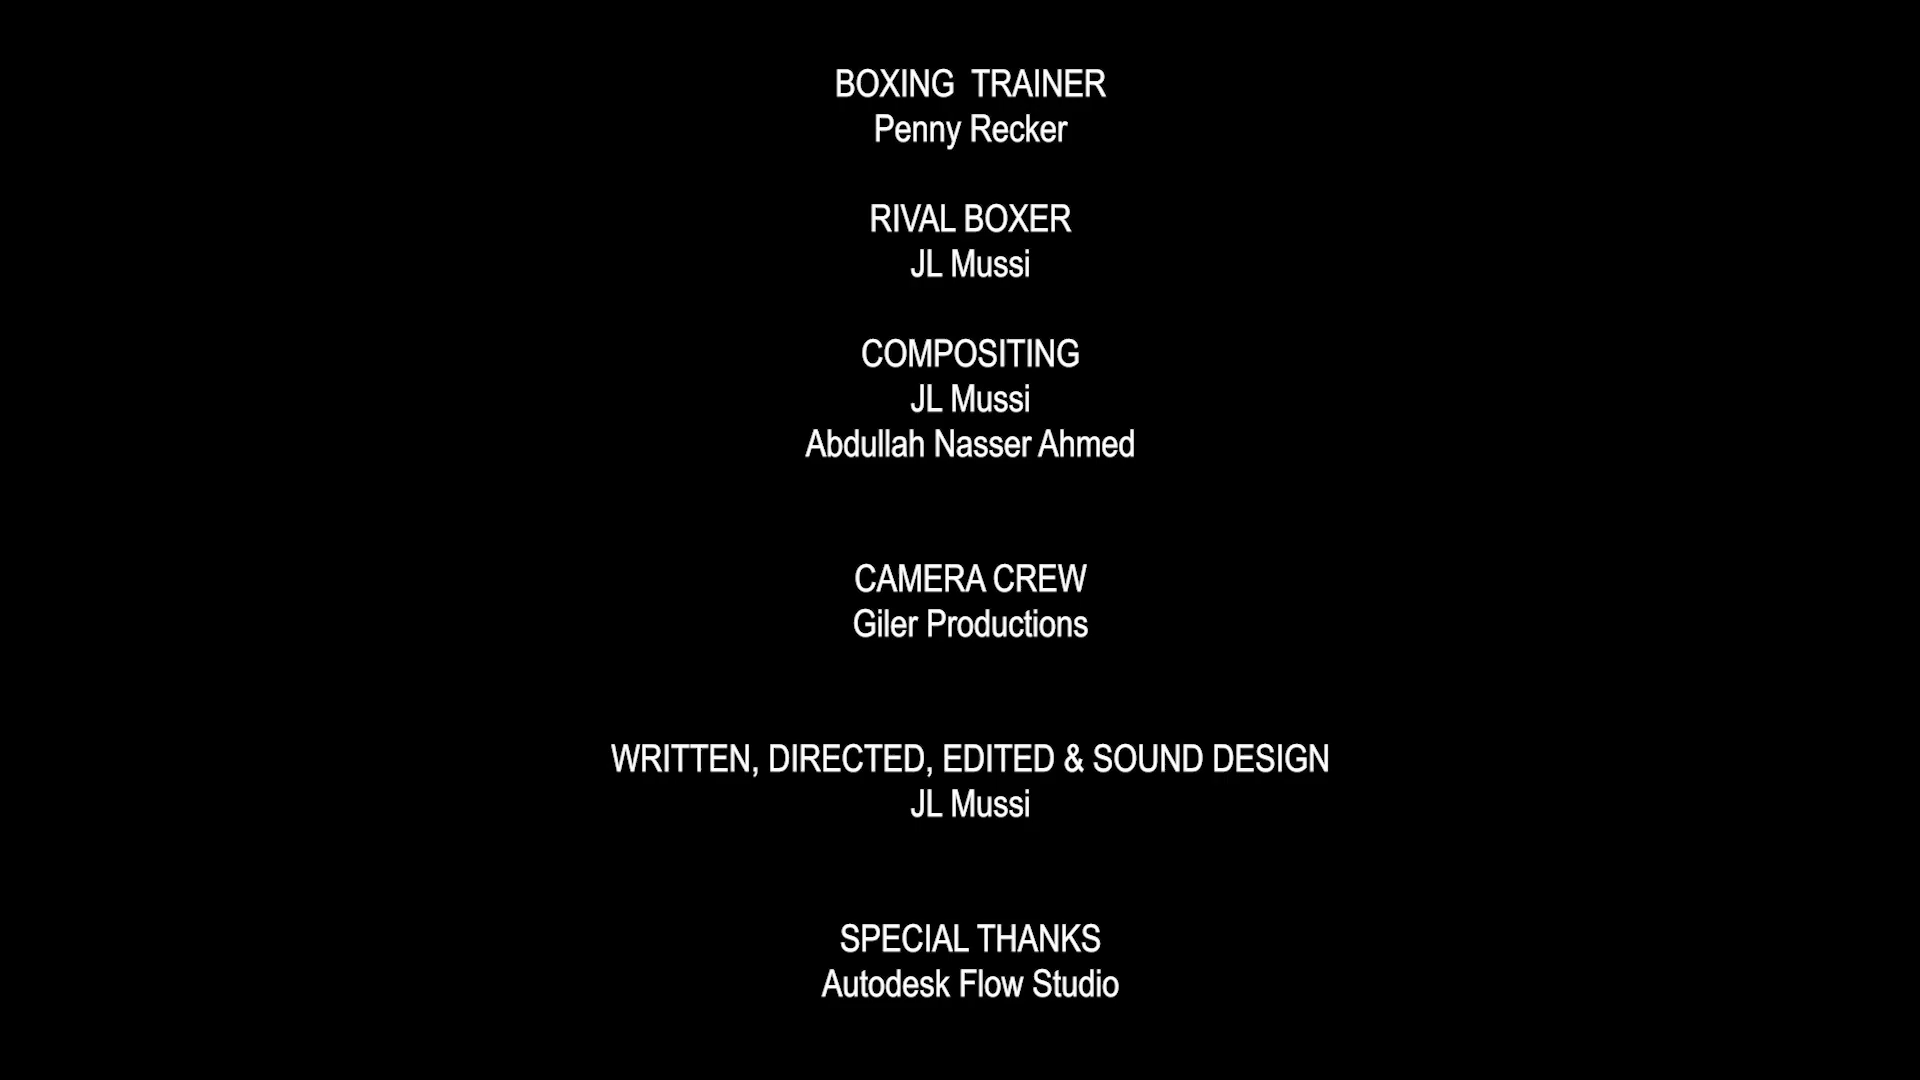 BOXING  TRAINER
Penny Recker
RIVAL BOXER
JL Mussi
COMPOSITING
JL Mussi
Abdullah Nasser Ahmed
CAMERA CREW
Giler Productions
WRITTEN, DIRECTED, EDITED & SOUND DESIGN
JL Mussi
SPECIAL THANKS
Autodesk Flow Studio